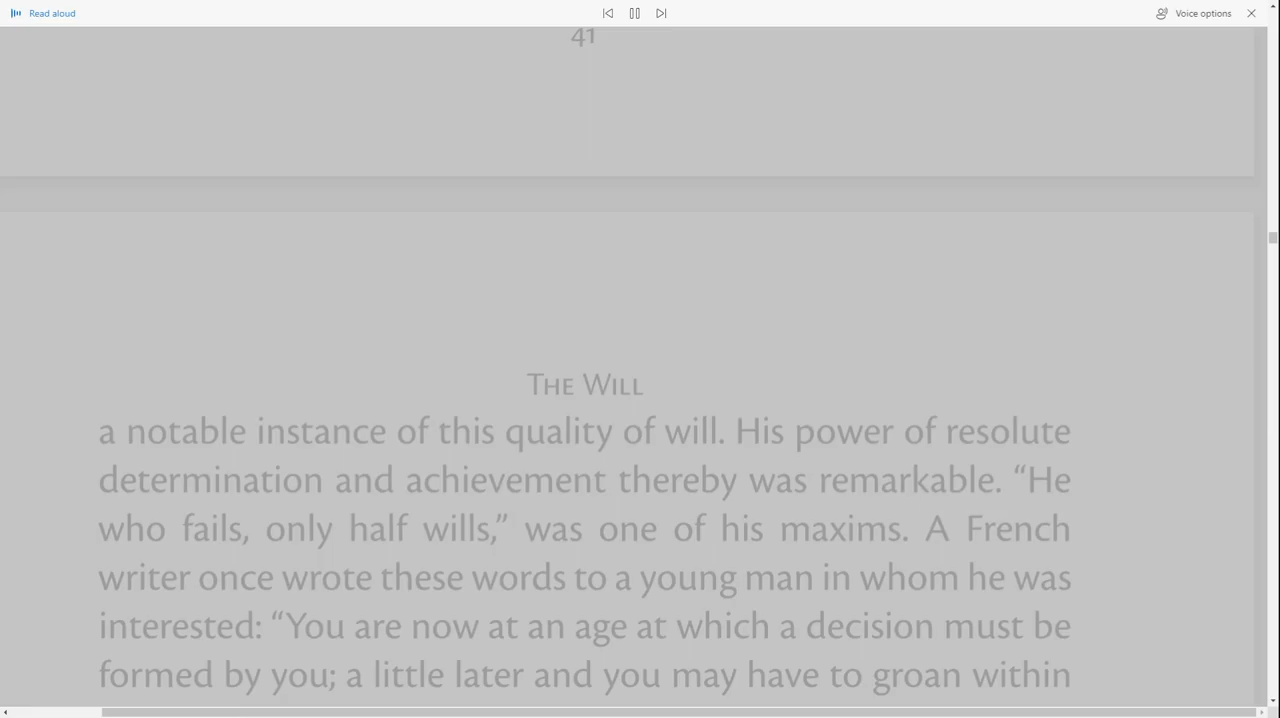 Read aloud
Voice options
41
The Will
a notable instance of this quality of will. His power of resolute
determination and achievement thereby was remarkable. “He
who fails, only half wills,” was one of his maxims. A French
writer once wrote these words to a young man in whom he was
interested: “You are now at an age at which a decision must be
formed by you; a little later and you may have to groan within